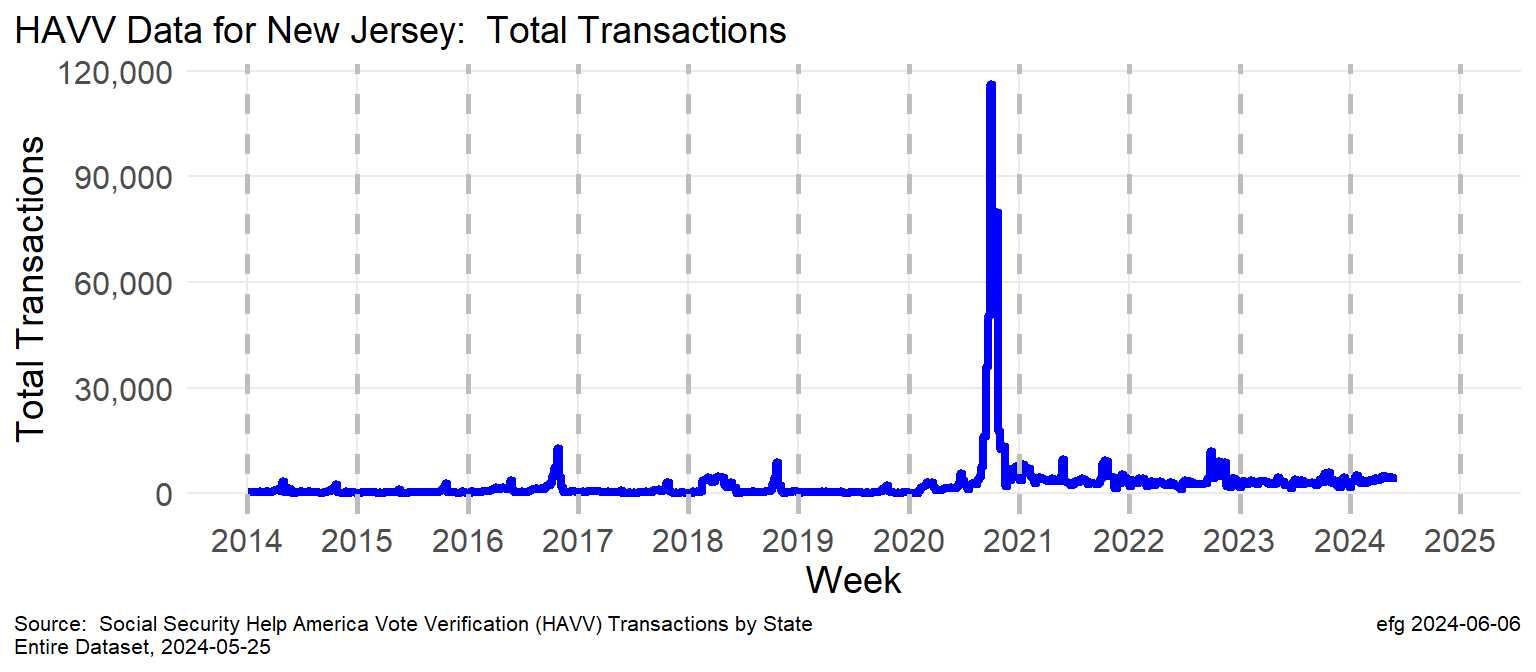 HAVV Data for New Jersey:  Total Transactions
120,000
90,000
60,000
30,000
0
Total Transactions
2014 2015 2016 2017 2018 2019 2020 2021 2022 2023 2024 2025
Week
Source:  Social Security Help America Vote Verification (HAVV) Transactions by State
Entire Dataset, 2024-05-25
efg 2024-06-06